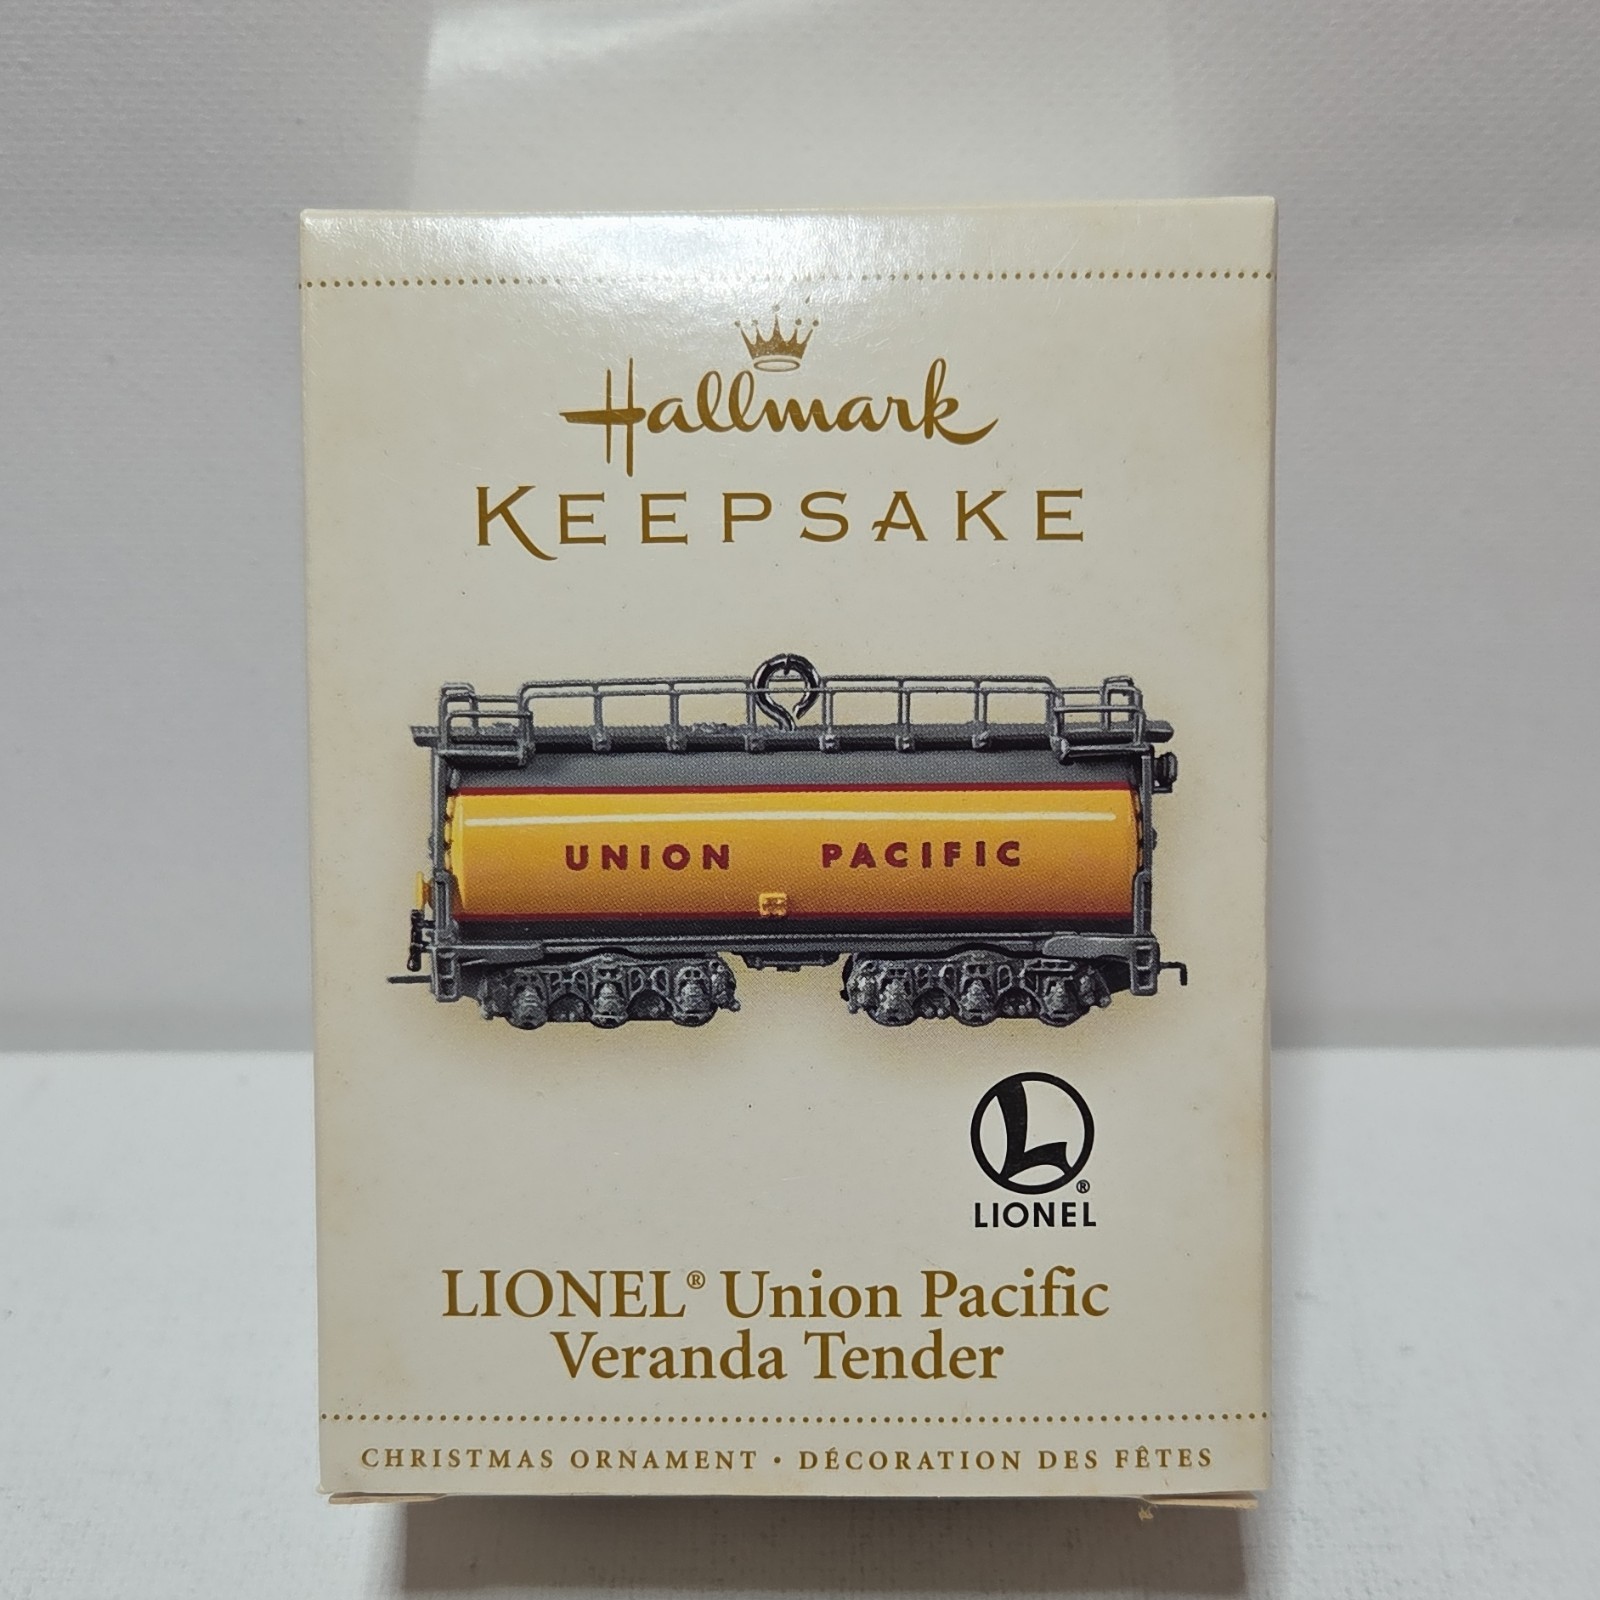 Hallmark
KEEPSAKE
UNION PACIFIC
L®
LIONEL
LIONEL® Union Pacific
Veranda Tender
CHRISTMAS ORNAMENT • DÉCORATION DES FÊTES